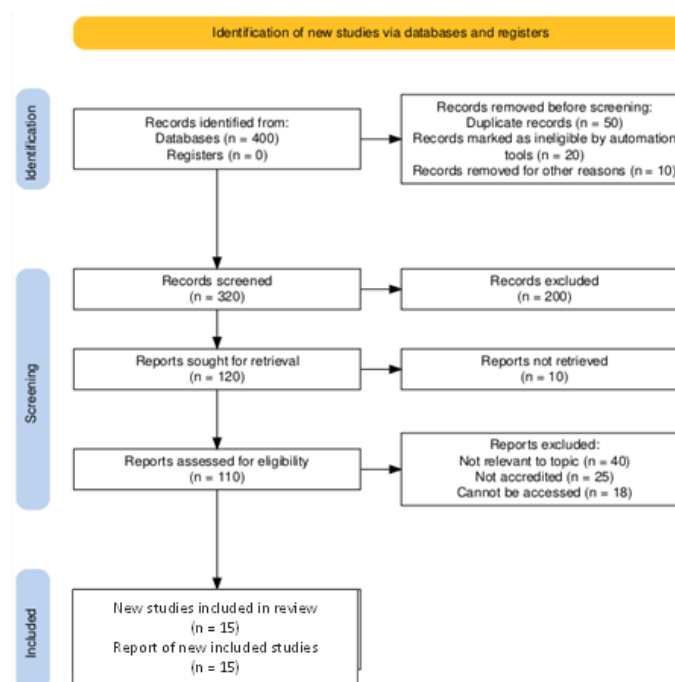 Identification of new studies via databases and registers
Identification
Records identified from:
Databases (n = 400)
Registers (n = 0)
Records removed before screening:
Duplicate records (n = 50)
Records marked as ineligible by automation
tools (n = 20)
Records removed for other reasons (n = 10)
Screening
Records screened
(n = 320)
Records excluded
(n = 200)
Reports sought for retrieval
(n = 120)
Reports not retrieved
(n = 10)
Reports assessed for eligibility
(n = 110)
Reports excluded:
Not relevant to topic (n = 40)
Not accredited (n = 25)
Cannot be accessed (n = 18)
Included
New studies included in review
(n = 15)
Report of new included studies
(n = 15)